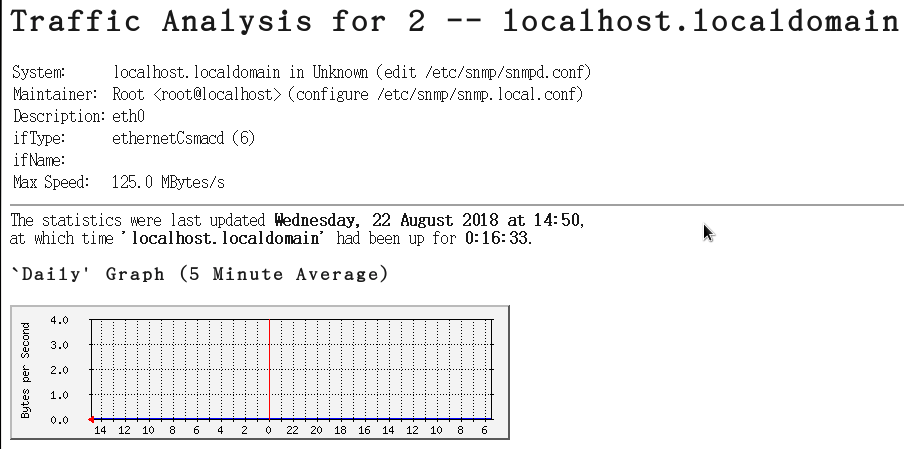 Traffic Analysis for 2 -- localhost.localdomain
System: localhost.localdomain in Unknown (edit /etc/snmp/snmpd.conf)
Maintainer: Root <root@localhost> (configure /etc/snmp/snmp.local.conf)
Description: eth0
ifType: ethernetCsmacd (6)
ifName:
Max Speed: 125.0 MBytes/s
The statistics were last updated Wednesday, 22 August 2018 at 14:50,
at which time 'localhost.localdomain' had been up for 0:16:33.
`Daily' Graph (5 Minute Average)
Bytes per Second
4.0
3.0
2.0
1.0
0.0
14 12 10 8 6 4 2 0 22 20 18 16 14 12 10 8 6